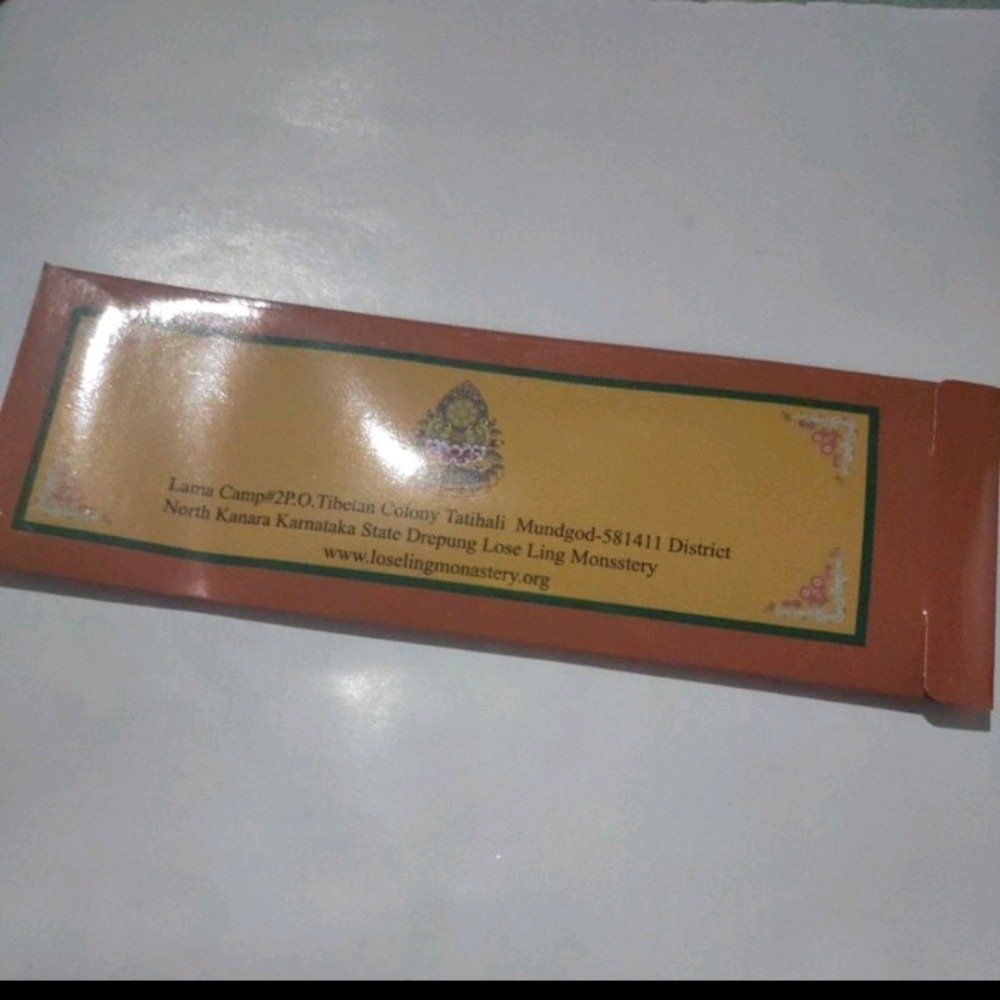 Lama Camp#2P.O.Tibetan Colony Tatihali Mundgod-581411 District
North Kanara Karnataka State Drepung Lose Ling Monsstery
www.loselingmonastery.org